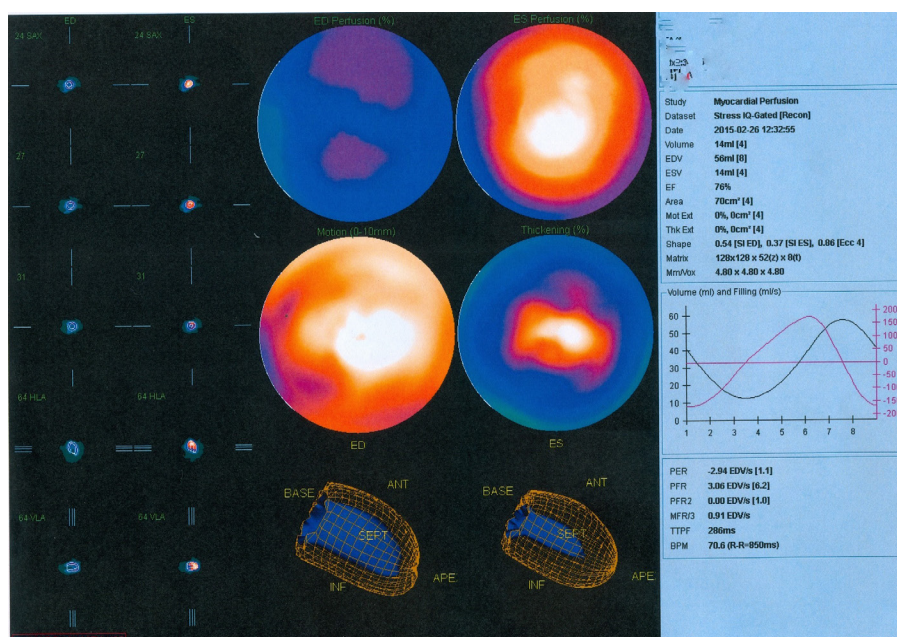 ED
ES
24 SAX
24 SAX
27
27
31
31
64 HLA
64 HLA
64 VLA
64 VLA
ED Perfusion (%)
ES Perfusion (%)
Motion (0-10mm)
Thickening (%)
ED
ES
BASE
ANT
SEPT
INF
APE
BASE
ANT
SEPT
INF
APE
Study Myocardial Perfusion
Dataset Stress IQ-Gated [Recon]
Date 2015-02-26 12:32:55
Volume 14ml [4]
EDV 56ml [8]
ESV 14ml [4]
EF 76%
Area 70cm² [4]
Mot Ext 0%, 0cm² [4]
Thk Ext 0%, 0cm² [4]
Shape 0.54 [SI ED], 0.37 [SI ES], 0.86 [Ecc 4]
Matrix 128x128 x 52(z) x 8(t)
Mm/Vox 4.80 x 4.80 x 4.80
Volume (ml) and Filling (ml/s)
60
50
40
30
20
10
0
200
150
100
50
0
-50
-100
-150
-200
1 2 3 4 5 6 7 8
PER -2.94 EDV/s [1.1]
PFR 3.06 EDV/s [6.2]
PFR2 0.00 EDV/s [1.0]
MFR/3 0.91 EDV/s
TTPF 286ms
BPM 70.6 (R-R=850ms)